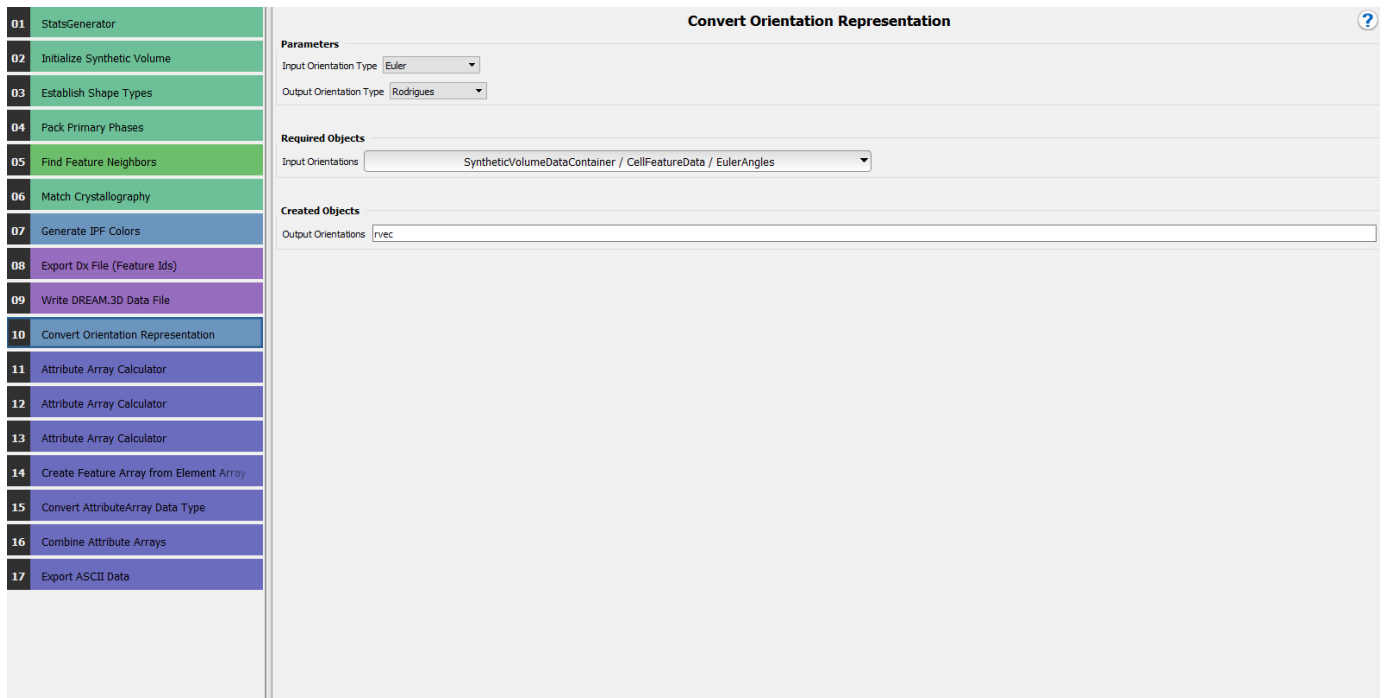 01 StatsGenerator
02 Initialize Synthetic Volume
03 Establish Shape Types
04 Pack Primary Phases
05 Find Feature Neighbors
06 Match Crystallography
07 Generate IPF Colors
08 Export Dx File (Feature Ids)
09 Write DREAM.3D Data File
10 Convert Orientation Representation
11 Attribute Array Calculator
12 Attribute Array Calculator
13 Attribute Array Calculator
14 Create Feature Array from Element Array
15 Convert AttributeArray Data Type
16 Combine Attribute Arrays
17 Export ASCII Data
Convert Orientation Representation
?
Parameters
Input Orientation Type Euler
Output Orientation Type Rodrigues
Required Objects
Input Orientations SyntheticVolumeDataContainer / CellFeatureData / EulerAngles
Created Objects
Output Orientations rvec